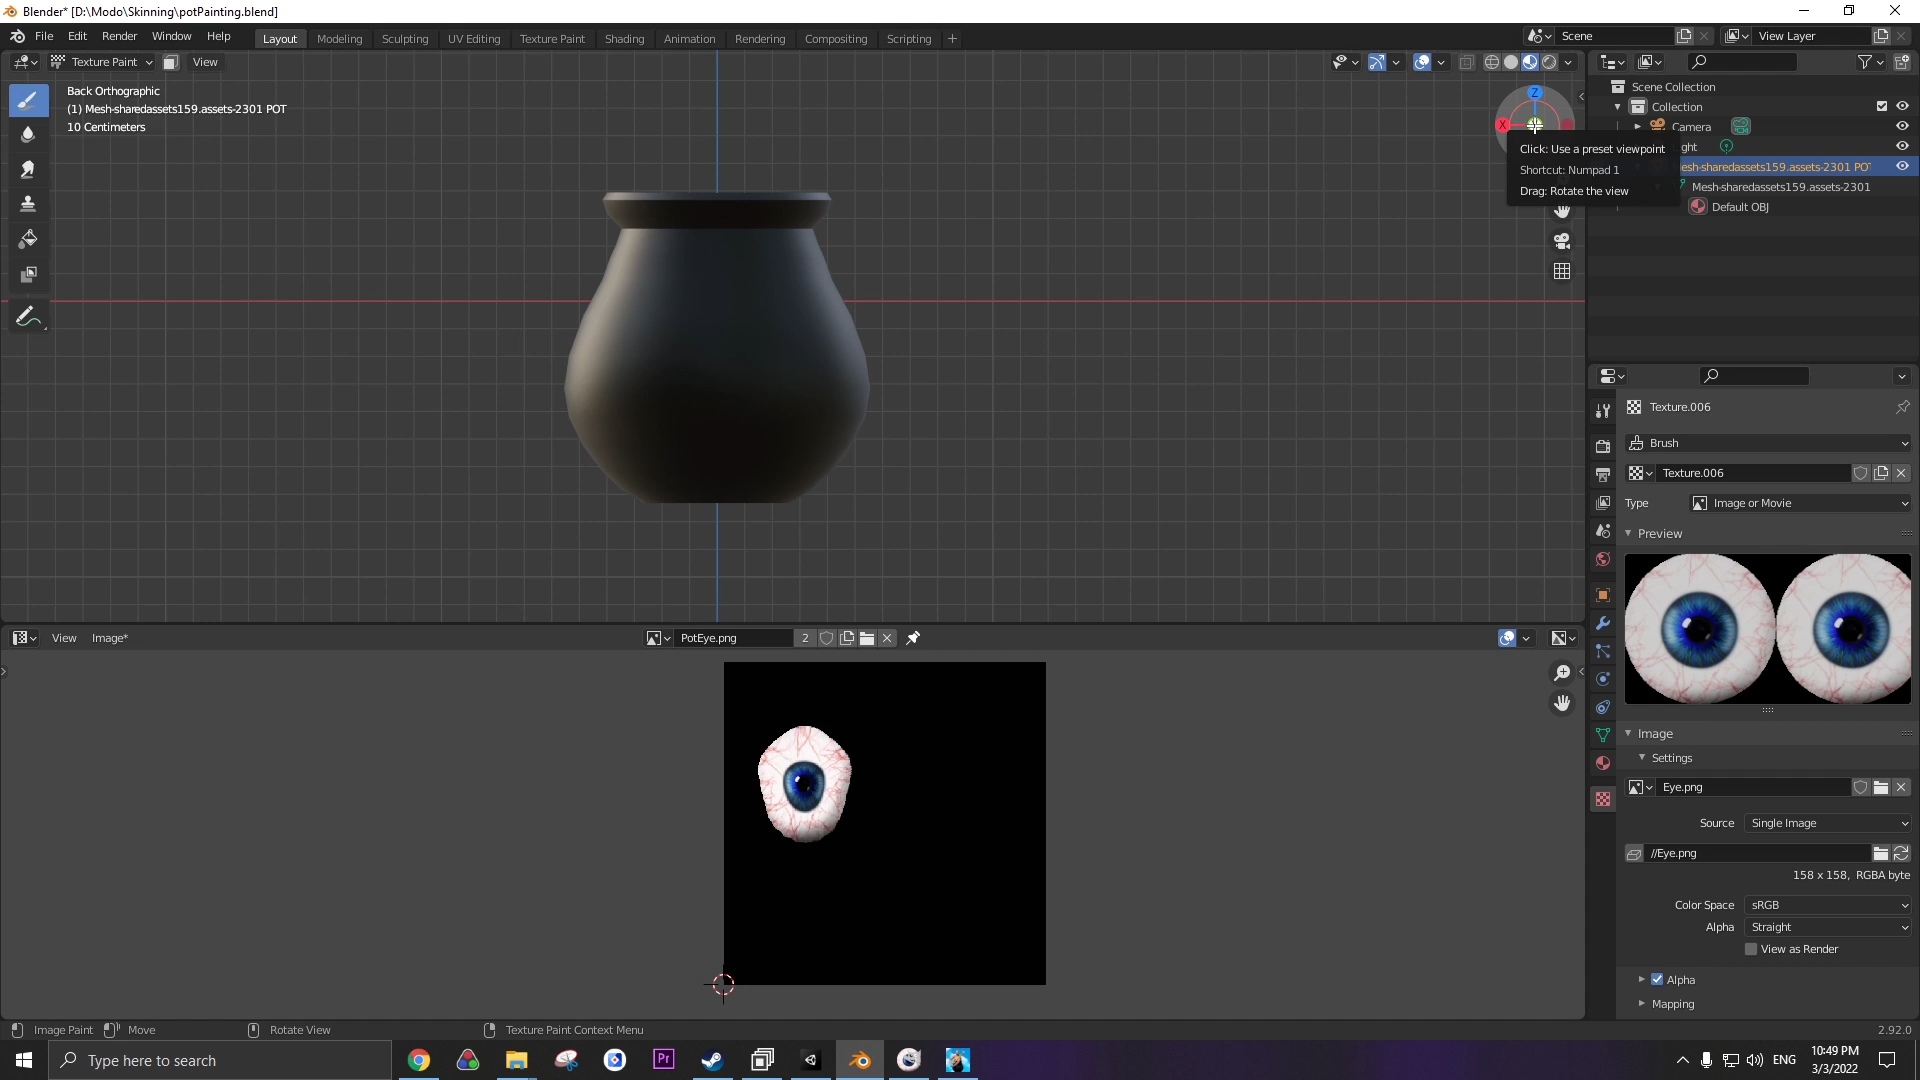 Blender* [D:\Modo\Skinning\potPainting.blend]
File Edit Render Window Help
Layout Modeling Sculpting UV Editing Texture Paint Shading Animation Rendering Compositing Scripting
Scene
View Layer
Texture Paint View
Back Orthographic
(1) Mesh-sharedassets159.assets-2301 POT
10 Centimeters
Z
X
Click: Use a preset viewpoint
Shortcut: Numpad 1
Drag: Rotate the view
Scene Collection
Collection
Camera
esh-sharedassets159.assets-2301 POT
Mesh-sharedassets159.assets-2301
Default OBJ
Texture.006
Brush
Texture.006
Type Image or Movie
Preview
Image
Settings
Eye.png
Source Single Image
//Eye.png
158 x 158, RGBA byte
Color Space sRGB
Alpha Straight
View as Render
Alpha
Mapping
View Image*
PotEye.png 2
Image Paint Move Rotate View Texture Paint Context Menu
2.92.0
Type here to search
Pr
ENG
10:49 PM
3/3/2022